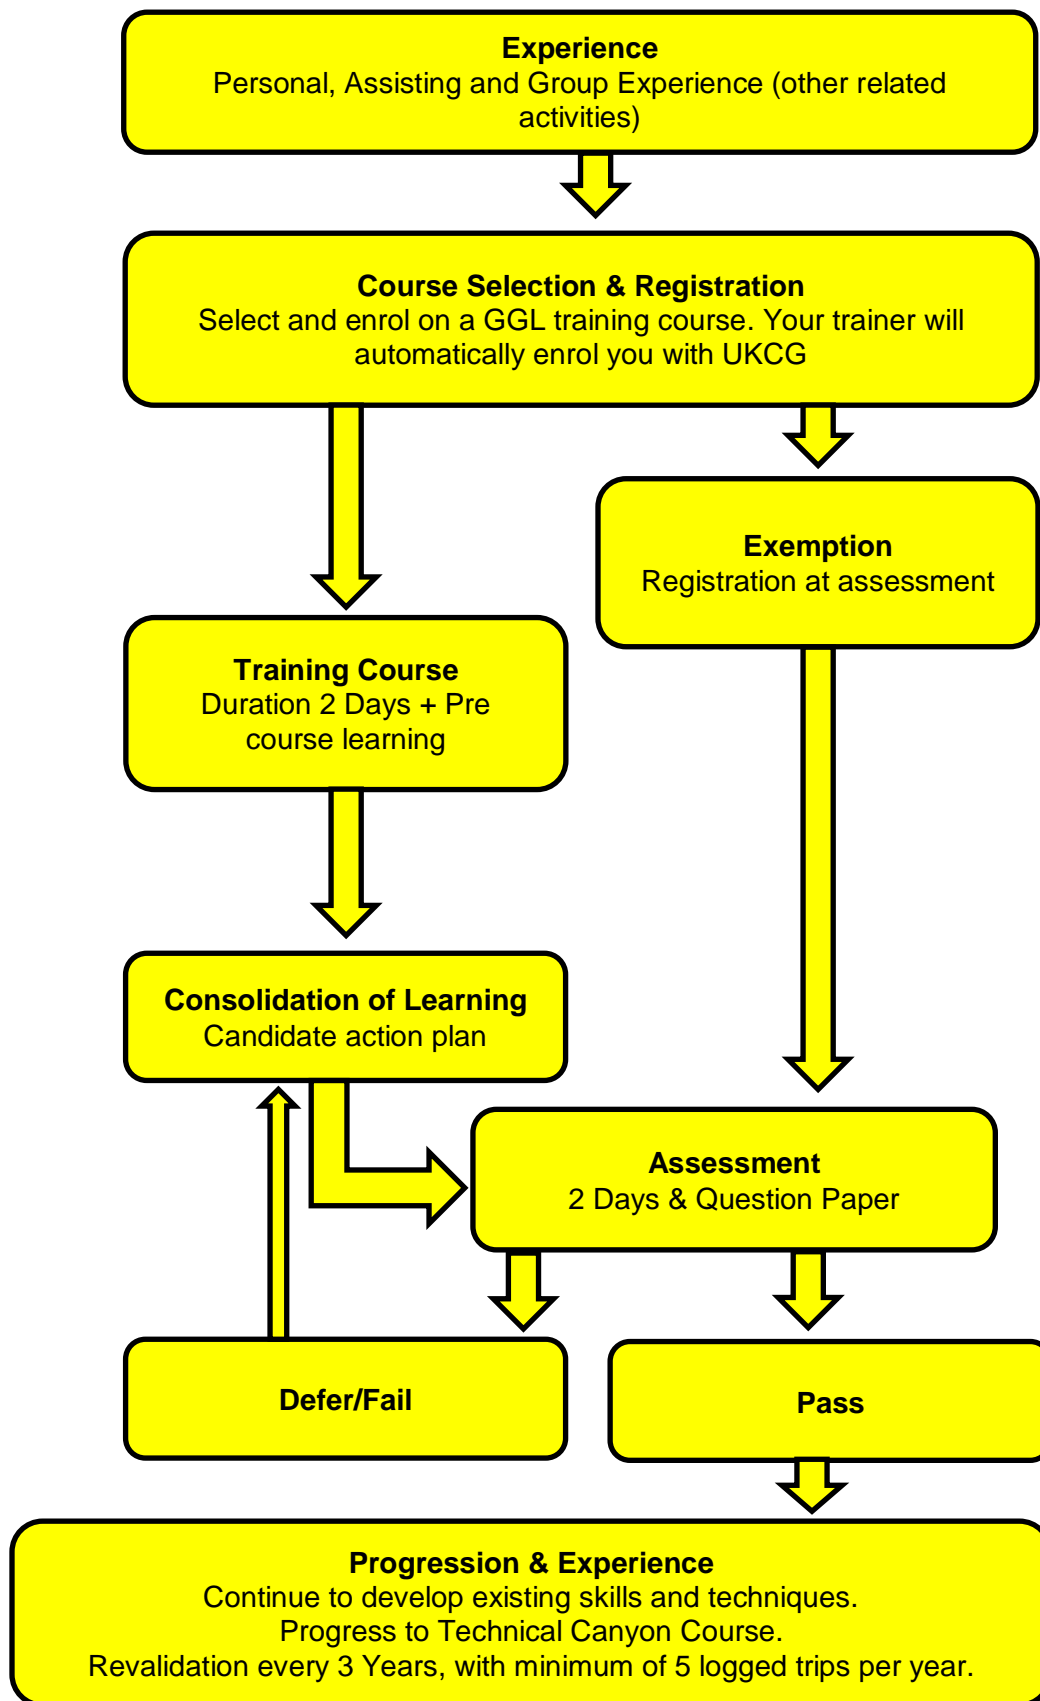 Experience
Personal, Assisting and Group Experience (other related
activities)
Course Selection & Registration
Select and enrol on a GGL training course. Your trainer will
automatically enrol you with UKCG
Exemption
Registration at assessment
Training Course
Duration 2 Days + Pre
course learning
Consolidation of Learning
Candidate action plan
Assessment
2 Days & Question Paper
Defer/Fail
Pass
Progression & Experience
Continue to develop existing skills and techniques.
Progress to Technical Canyon Course.
Revalidation every 3 Years, with minimum of 5 logged trips per year.